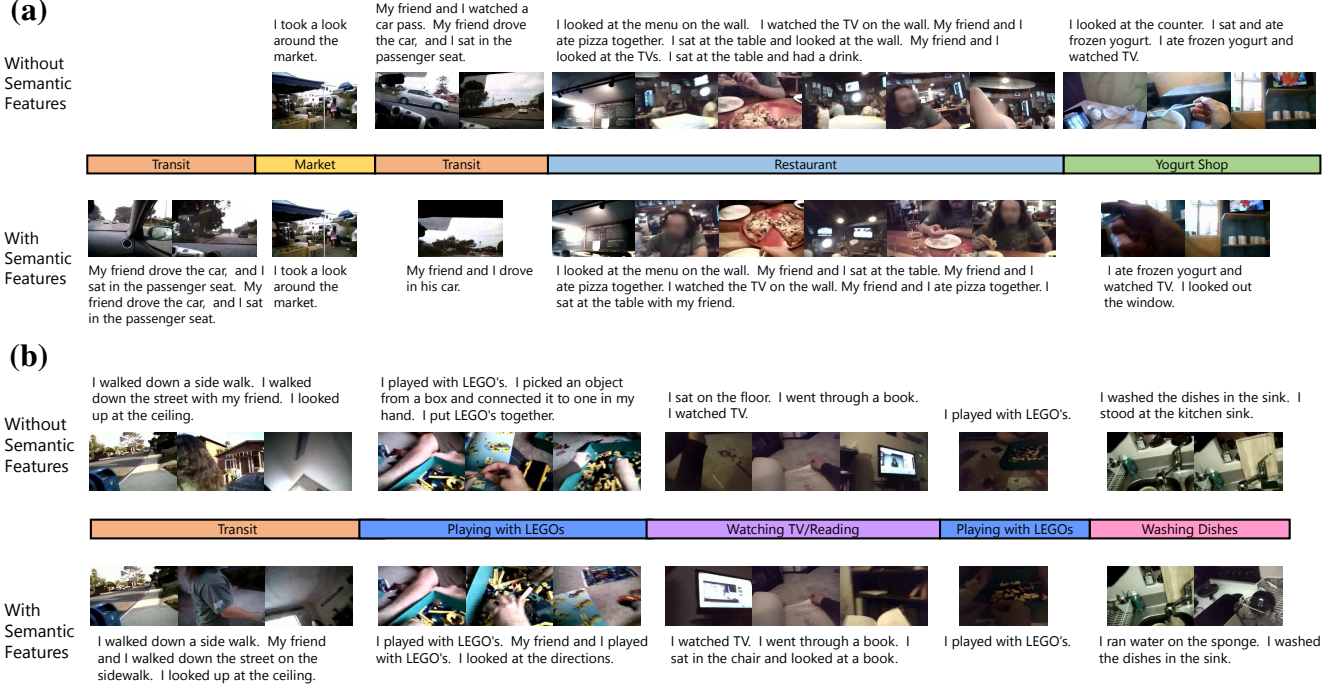 (a)
Without
Semantic
Features
I took a look
around the
market.
My friend and I watched a
car pass. My friend drove
the car, and I sat in the
passenger seat.
I looked at the menu on the wall. I watched the TV on the wall. My friend and I
ate pizza together. I sat at the table and looked at the wall. My friend and I
looked at the TVs. I sat at the table and had a drink.
I looked at the counter. I sat and ate
frozen yogurt. I ate frozen yogurt and
watched TV.
Transit
Market
Transit
Restaurant
Yogurt Shop
With
Semantic
Features
My friend drove the car, and I
sat in the passenger seat. My
friend drove the car, and I sat
in the passenger seat.
I took a look
around the
market.
My friend and I drove
in his car.
I looked at the menu on the wall. My friend and I sat at the table. My friend and I
ate pizza together. I watched the TV on the wall. My friend and I ate pizza together. I
sat at the table with my friend.
I ate frozen yogurt and
watched TV. I looked out
the window.
(b)
Without
Semantic
Features
I walked down a side walk. I walked
down the street with my friend. I looked
up at the ceiling.
I played with LEGO's. I picked an object
from a box and connected it to one in my
hand. I put LEGO's together.
I sat on the floor. I went through a book.
I watched TV.
I played with LEGO's.
I washed the dishes in the sink. I
stood at the kitchen sink.
Transit
Playing with LEGOs
Watching TV/Reading
Playing with LEGOs
Washing Dishes
With
Semantic
Features
I walked down a side walk. My friend
and I walked down the street on the
sidewalk. I looked up at the ceiling.
I played with LEGO's. My friend and I played
with LEGO's. I looked at the directions.
I watched TV. I went through a book. I
sat in the chair and looked at a book.
I played with LEGO's.
I ran water on the sponge. I washed
the dishes in the sink.